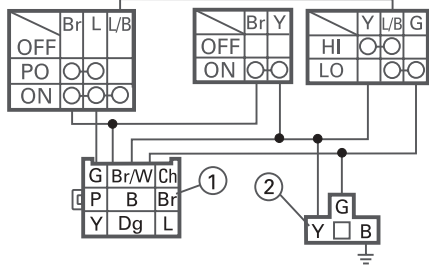 Br L L/B
OFF
PO
ON
Br Y
OFF
ON
Y L/B G
HI
LO
G Br/W Ch
P B Br
Y Dg L
1
2
G
Y B